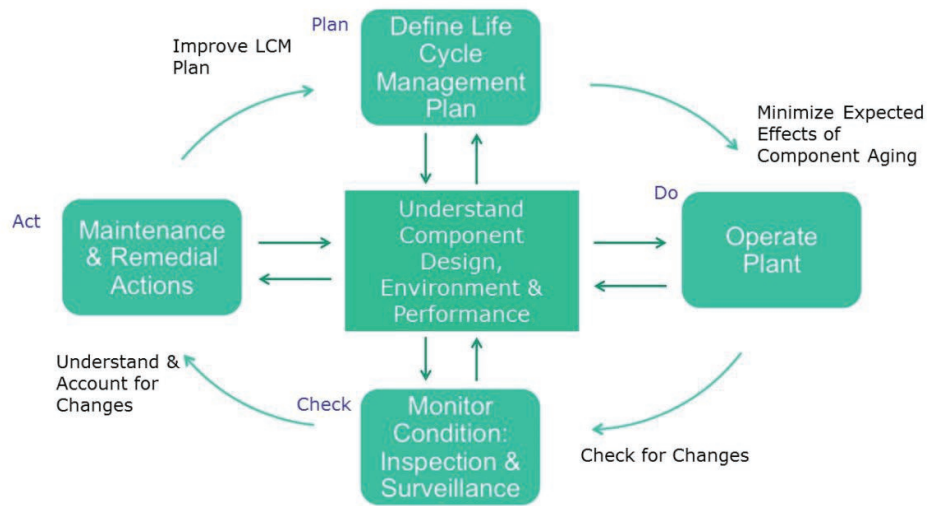 Plan
Define Life
Cycle
Management
Plan
Improve LCM
Plan
Minimize Expected
Effects of
Component Aging
Act
Maintenance
& Remedial
Actions
Understand
Component
Design,
Environment &
Performance
Do
Operate
Plant
Understand &
Account for
Changes
Check
Monitor
Condition:
Inspection &
Surveillance
Check for Changes